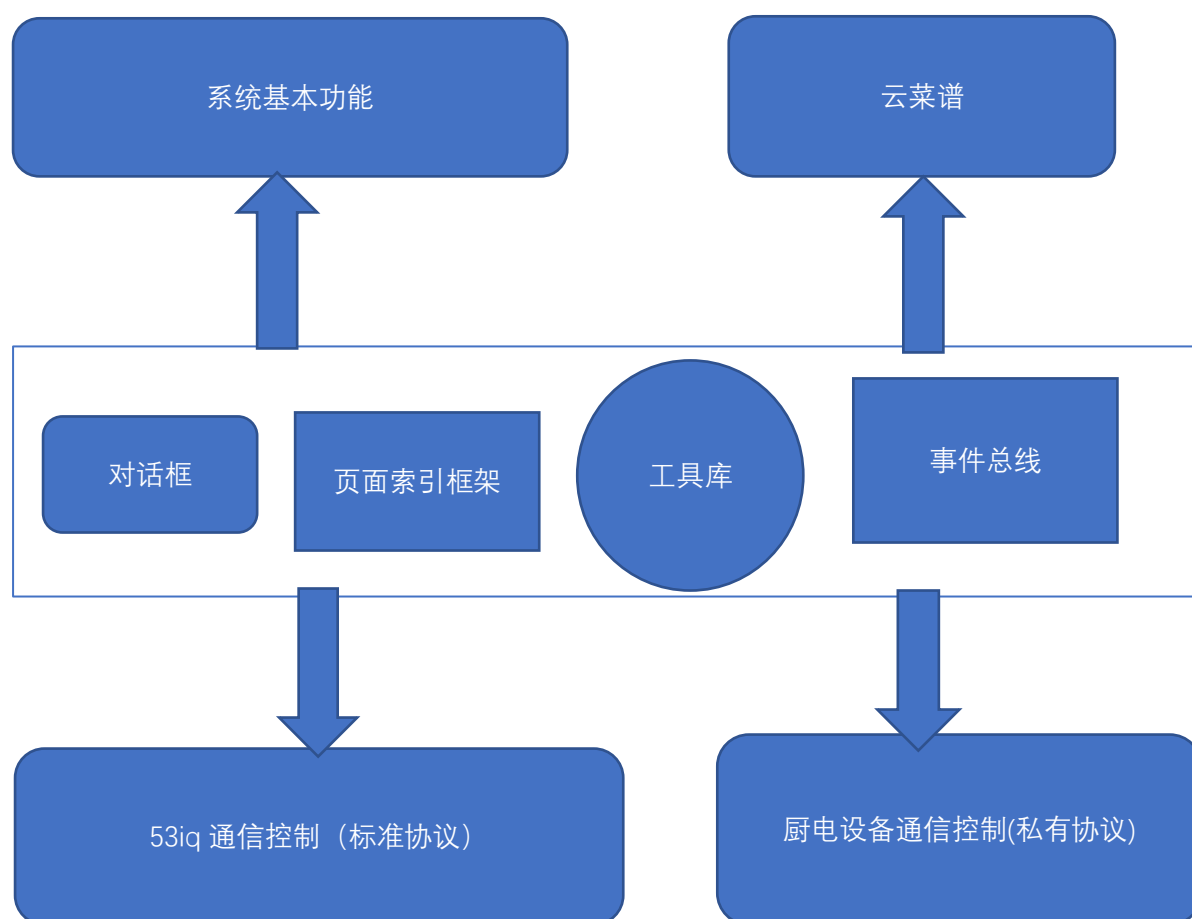 系统基本功能
云菜谱
对话框
页面索引框架
工具库
事件总线
53iq 通信控制（标准协议）
厨电设备通信控制(私有协议)